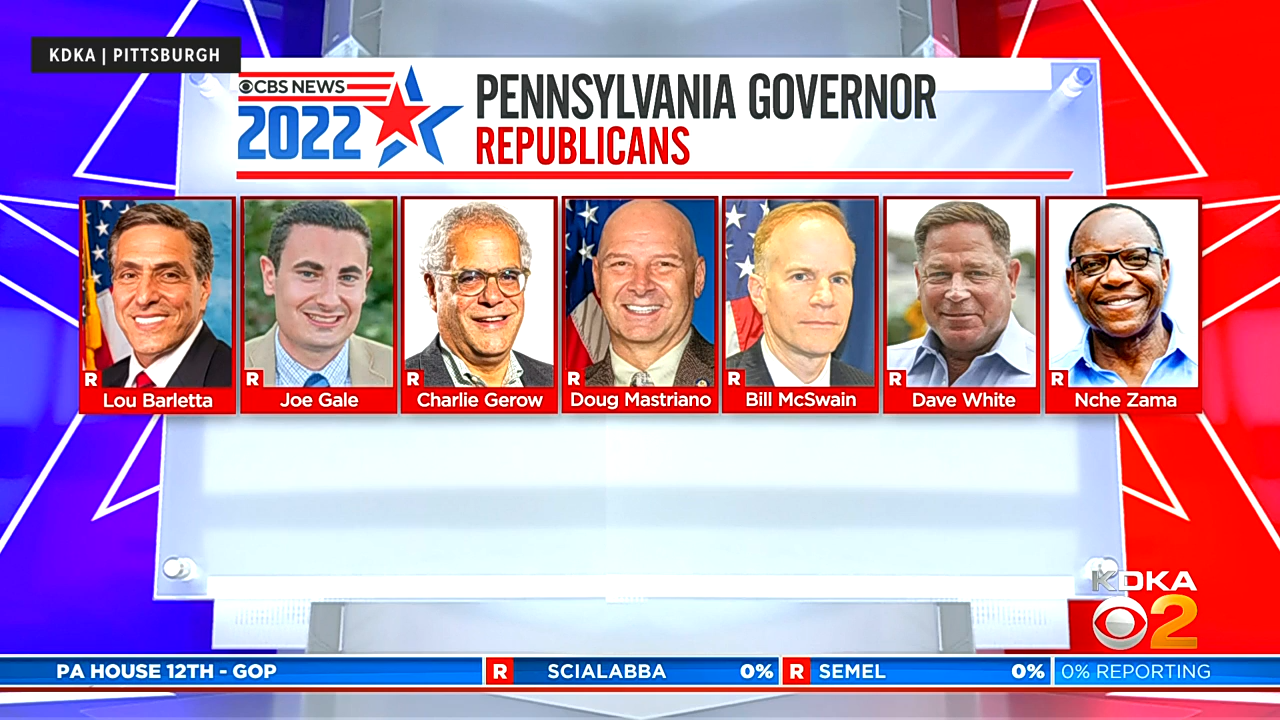 KDKA | PITTSBURGH
CBS NEWS
2022
PENNSYLVANIA GOVERNOR
REPUBLICANS
R
R
R
R
R
R
R
Lou Barletta
Joe Gale
Charlie Gerow
Doug Mastriano
Bill McSwain
Dave White
Nche Zama
KDKA
2
PA HOUSE 12TH - GOP
R SCIALABBA 0%
R SEMEL 0%
0% REPORTING